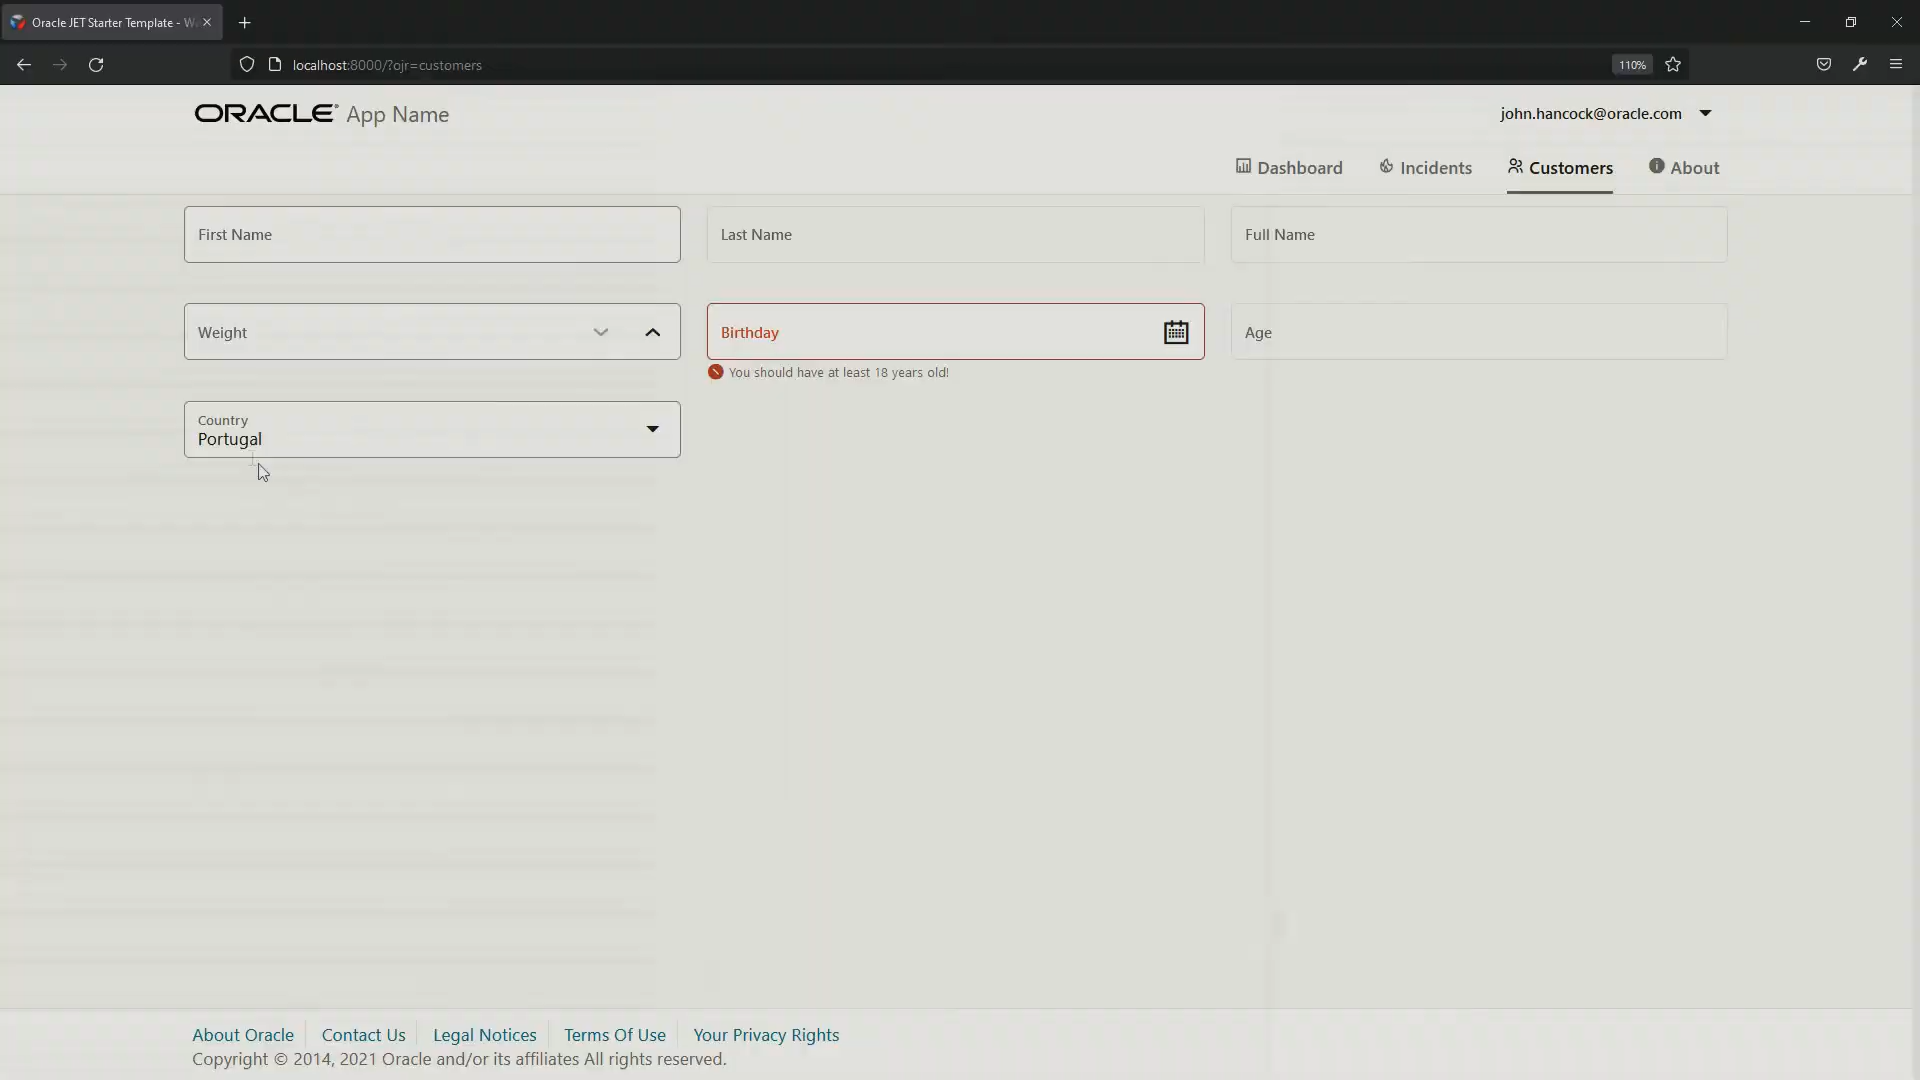 Oracle JET Starter Template - W
localhost:8000/?ojr=customers
110%
ORACLE® App Name
john.hancock@oracle.com
Dashboard
Incidents
Customers
About
First Name
Last Name
Full Name
Weight
Birthday
Age
You should have at least 18 years old!
Country
Portugal
About Oracle
Contact Us
Legal Notices
Terms Of Use
Your Privacy Rights
Copyright © 2014, 2021 Oracle and/or its affiliates All rights reserved.